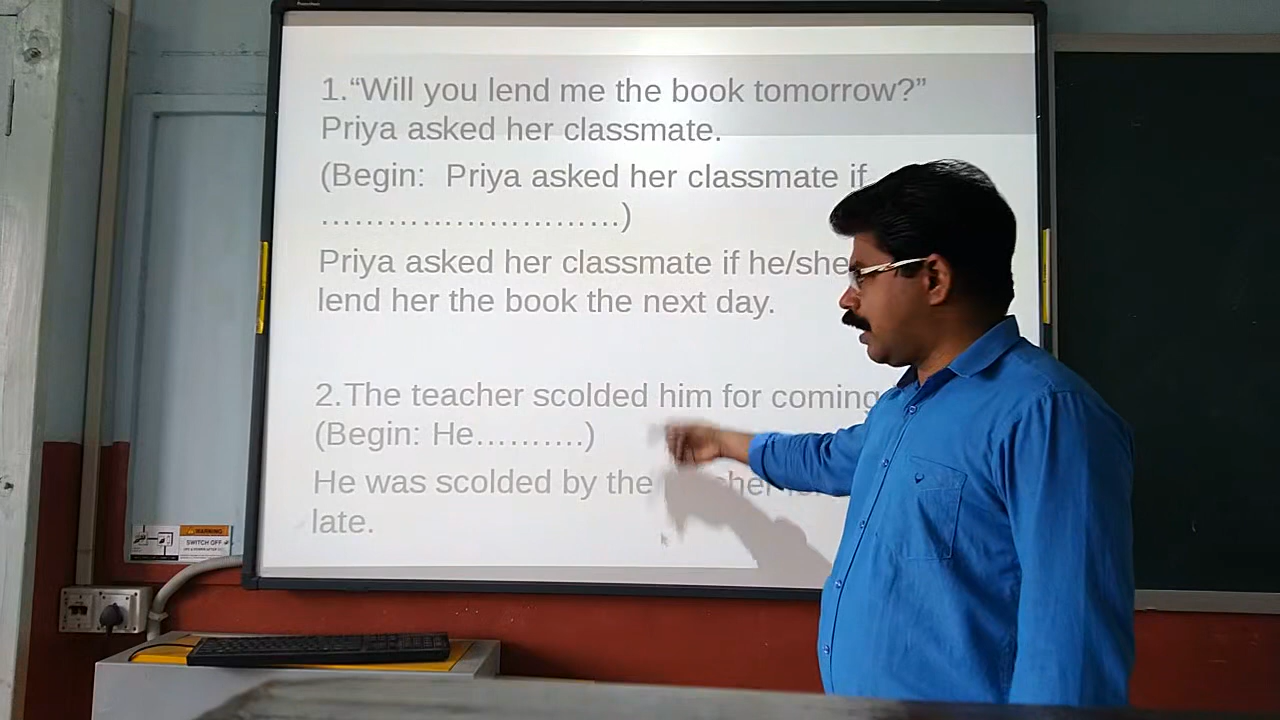 1.“Will you lend me the book tomorrow?”
Priya asked her classmate.
(Begin:  Priya asked her classmate if
……………………………)
Priya asked her classmate if he/she
lend her the book the next day.
2.The teacher scolded him for coming
(Begin: He……….)
He was scolded by the
late.
WARNING
SWITCH OFF